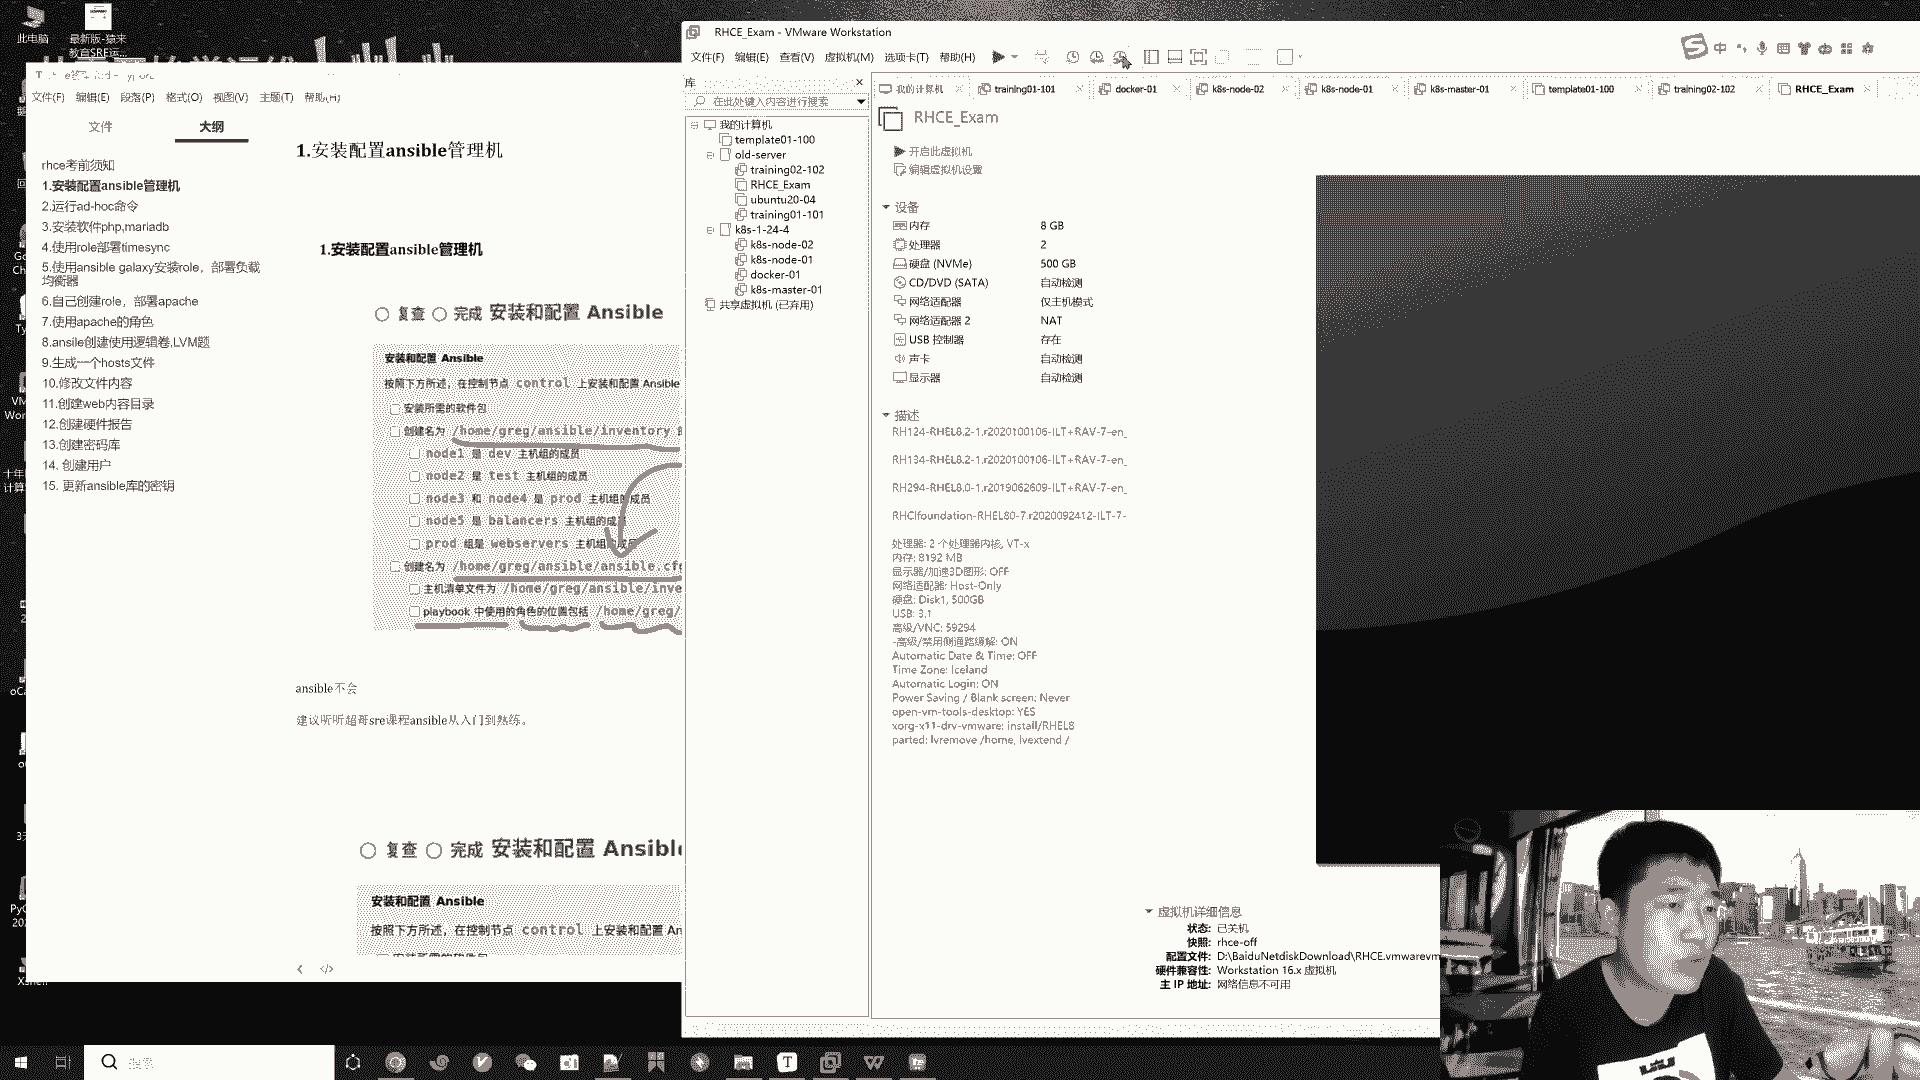 此电脑
最新版-猿来
教育SRE运...
文件(F) 编辑(E) 段落(P) 格式(O) 视图(V) 主题(T) 帮助(H)
文件 大纲
rhce考前须知
1.安装配置ansible管理机
2.运行ad-hoc命令
3.安装软件php,mariadb
4.使用role部署timesync
5.使用ansible galaxy安装role，部署负载
均衡器
6.自己创建role，部署apache
7.使用apache的角色
8.ansile创建使用逻辑卷,LVM题
9.生成一个hosts文件
10.修改文件内容
11.创建web内容目录
12.创建硬件报告
13.创建密码库
14. 创建用户
15. 更新ansible库的密钥
1.安装配置ansible管理机
1.安装配置ansible管理机
复查 完成 安装和配置 Ansible
安装和配置 Ansible
按照下方所述，在控制节点 control 上安装和配置 Ansible
安装所需的软件包
创建名为 /home/greg/ansible/inventory
node1 是 dev 主机组的成员
node2 是 test 主机组的成员
node3 和 node4 是 prod 主机组的成员
node5 是 balancers 主机组的成员
prod 组是 webservers 主机组的成员
创建名为 /home/greg/ansible/ansible.cfg
主机清单文件为 /home/greg/ansible/inve
playbook 中使用的角色的位置包括 /home/greg/
ansible不会
建议听听超哥sre课程ansible从入门到熟练。
复查 完成 安装和配置 Ansible
安装和配置 Ansible
按照下方所述，在控制节点 control 上安装和配置 An
RHCE_Exam - VMware Workstation
文件(F) 编辑(E) 查看(V) 虚拟机(M) 选项卡(T) 帮助(H)
库
在此处键入内容进行搜索
我的计算机
template01-100
old-server
training02-102
RHCE_Exam
ubuntu20-04
training01-101
k8s-1-24-4
k8s-node-02
k8s-node-01
docker-01
k8s-master-01
共享虚拟机 (已弃用)
我的计算机 training01-101 docker-01 k8s-node-02 k8s-node-01 k8s-master-01 template01-100 training02-102 RHCE_Exam
RHCE_Exam
开启此虚拟机
编辑虚拟机设置
设备
内存 8 GB
处理器 2
硬盘 (NVMe) 500 GB
CD/DVD (SATA) 自动检测
网络适配器 仅主机模式
网络适配器 2 NAT
USB 控制器 存在
声卡 自动检测
显示器 自动检测
描述
RH124-RHEL8.2-1.r2020100106-ILT+RAV-7-en_
RH134-RHEL8.2-1.r2020100106-ILT+RAV-7-en_
RH294-RHEL8.0-1.r2019062609-ILT+RAV-7-en_
RHCIfoundation-RHEL80-7.r2020092412-ILT-7-
处理器: 2 个处理器内核, VT-x
内存: 8192 MB
显示器/加速3D图形: OFF
网络适配器: Host-Only
硬盘: Disk1, 500GB
USB: 3.1
高级/VNC: 59294
-高级/禁用侧通路缓解: ON
Automatic Date & Time: OFF
Time Zone: Iceland
Automatic Login: ON
Power Saving / Blank screen: Never
open-vm-tools-desktop: YES
xorg-x11-drv-vmware: install/RHEL8
parted: lvremove /home, lvextend /
虚拟机详细信息
状态: 已关机
快照: rhce-off
配置文件: D:\BaiduNetdiskDownload\RHCE.vmwarevm
硬件兼容性: Workstation 16.x 虚拟机
主 IP 地址: 网络信息不可用
中
搜索